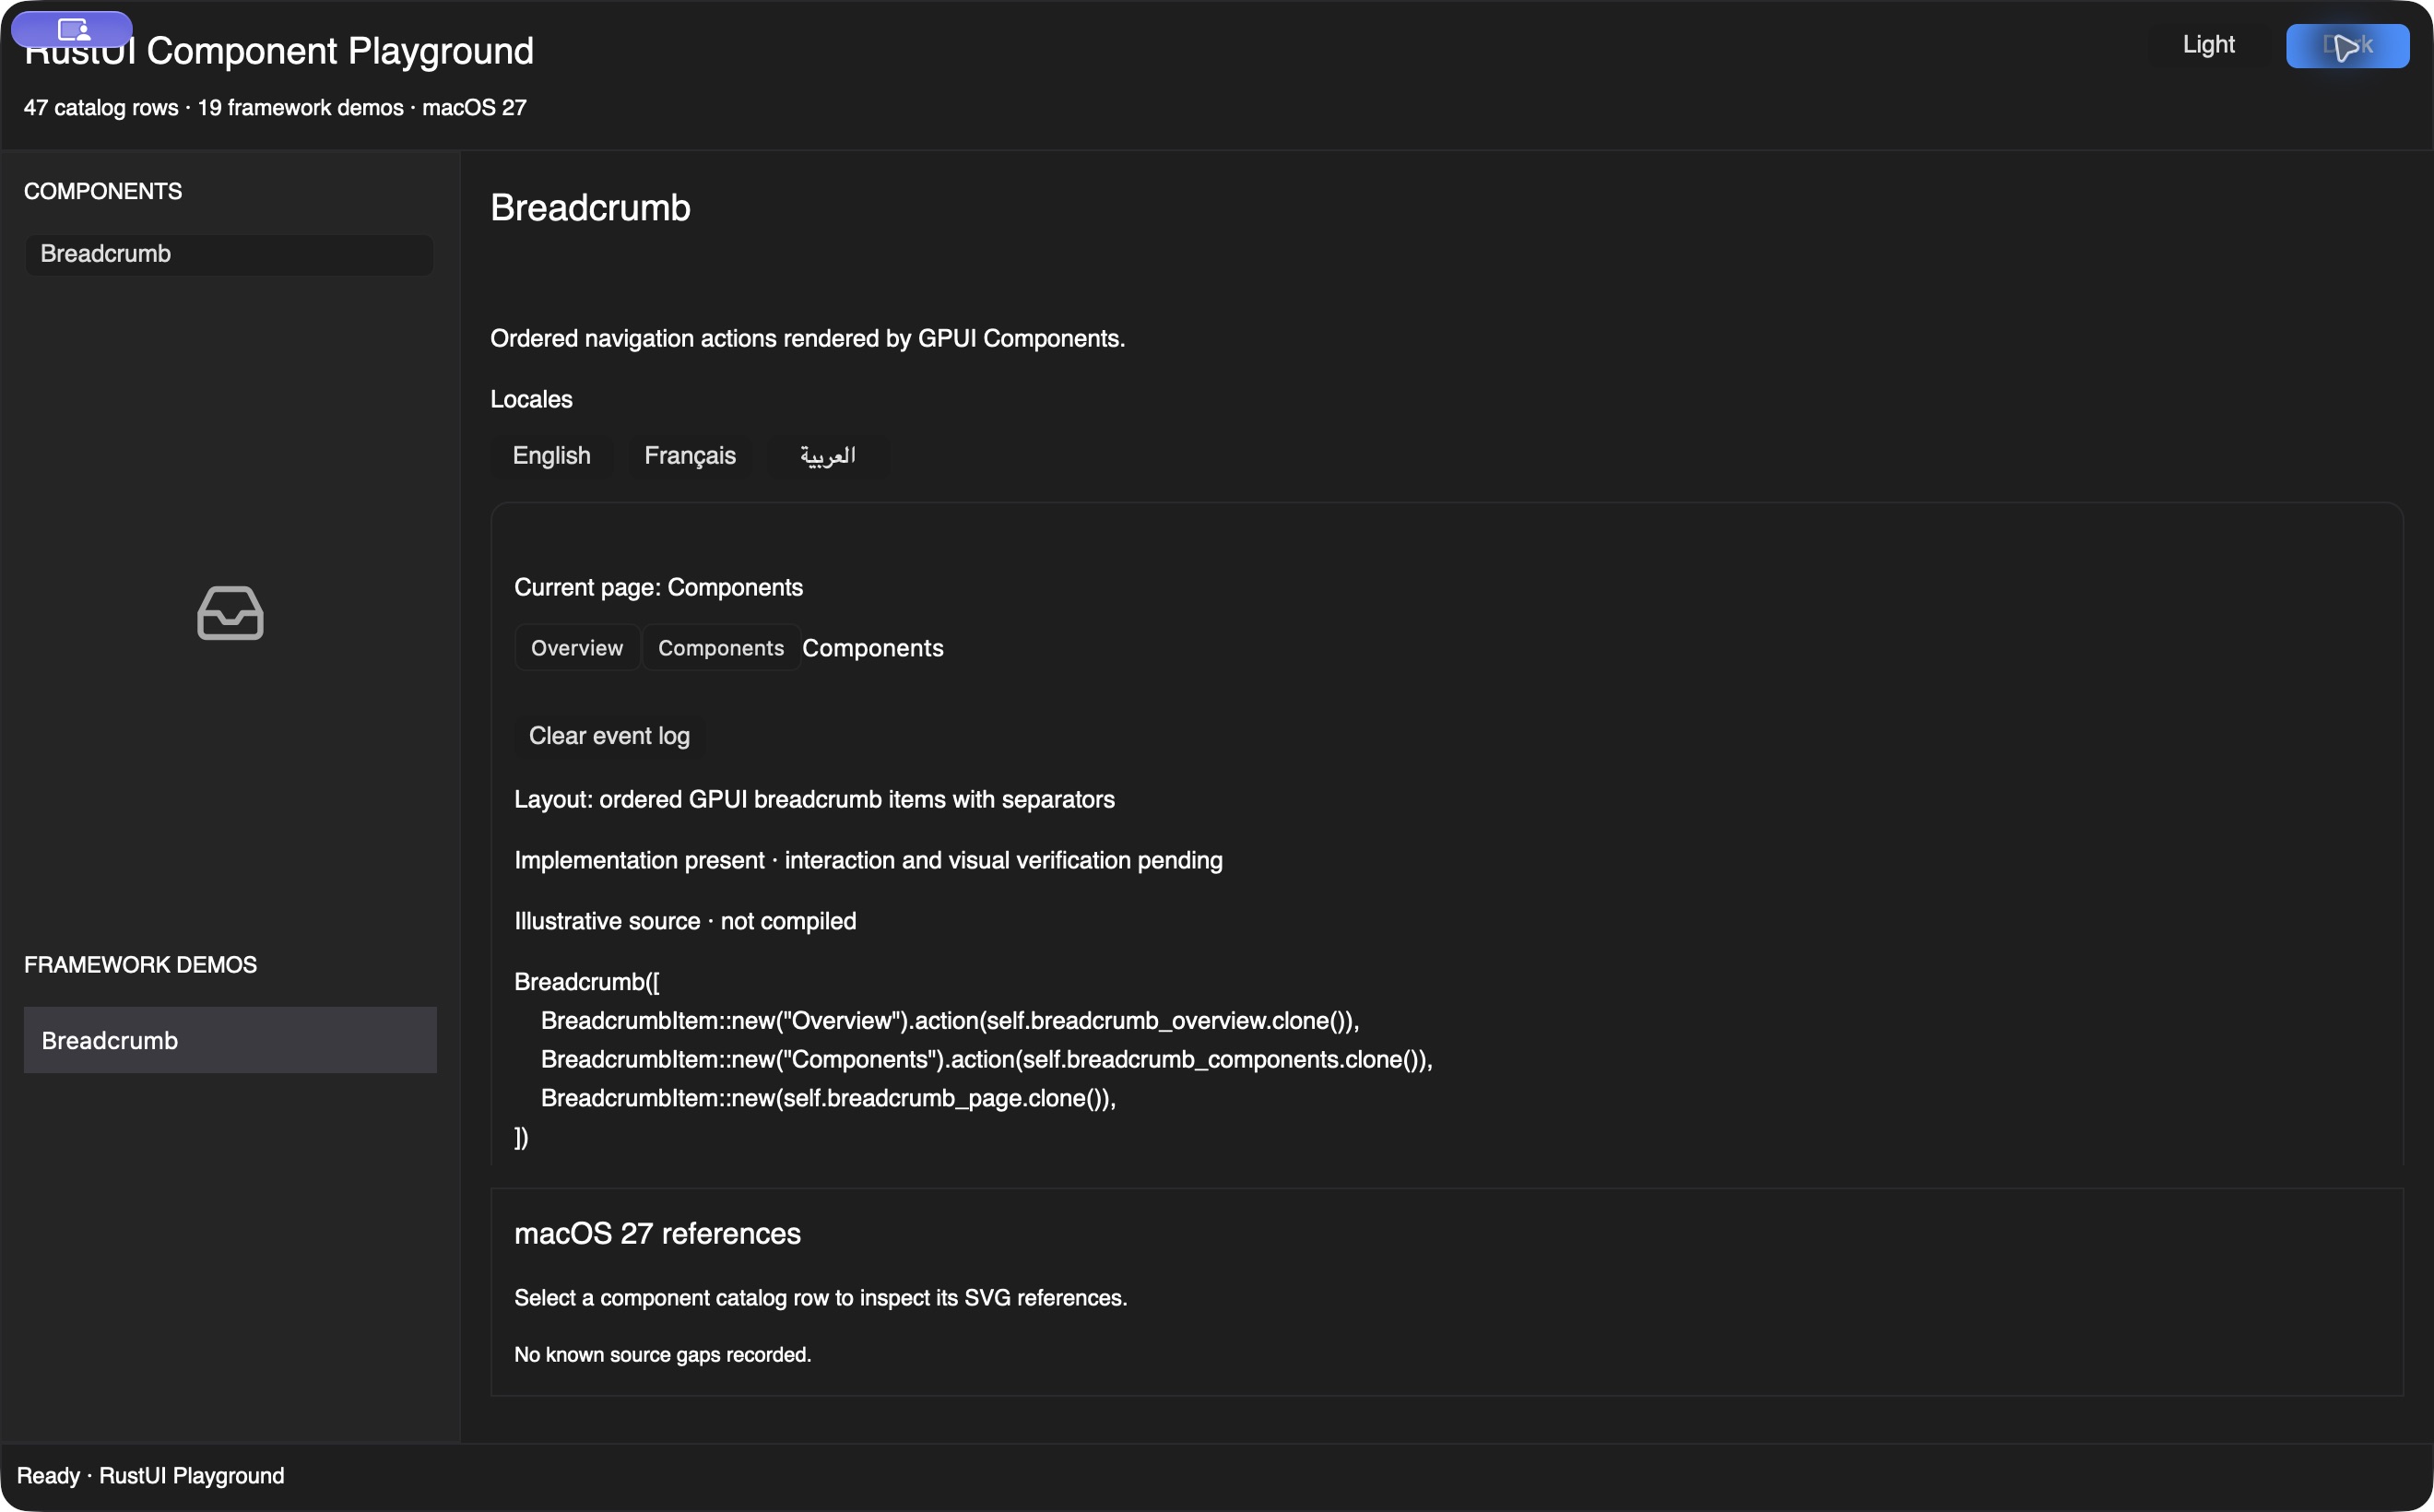 RustUI Component Playground
Light
Dark
47 catalog rows · 19 framework demos · macOS 27
COMPONENTS
Breadcrumb
FRAMEWORK DEMOS
Breadcrumb
Breadcrumb
Ordered navigation actions rendered by GPUI Components.
Locales
English Français العربية
Current page: Components
Overview Components Components
Clear event log
Layout: ordered GPUI breadcrumb items with separators
Implementation present · interaction and visual verification pending
Illustrative source · not compiled
Breadcrumb([
    BreadcrumbItem::new("Overview").action(self.breadcrumb_overview.clone()),
    BreadcrumbItem::new("Components").action(self.breadcrumb_components.clone()),
    BreadcrumbItem::new(self.breadcrumb_page.clone()),
])
macOS 27 references
Select a component catalog row to inspect its SVG references.
No known source gaps recorded.
Ready · RustUI Playground